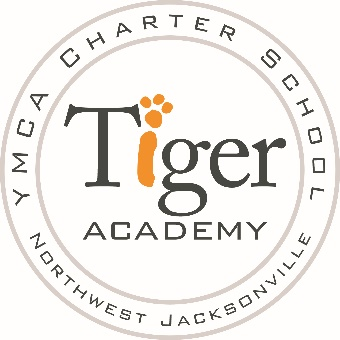 YMCA CHARTER SCHOOL
Tiger
ACADEMY
NORTHWEST JACKSONVILLE